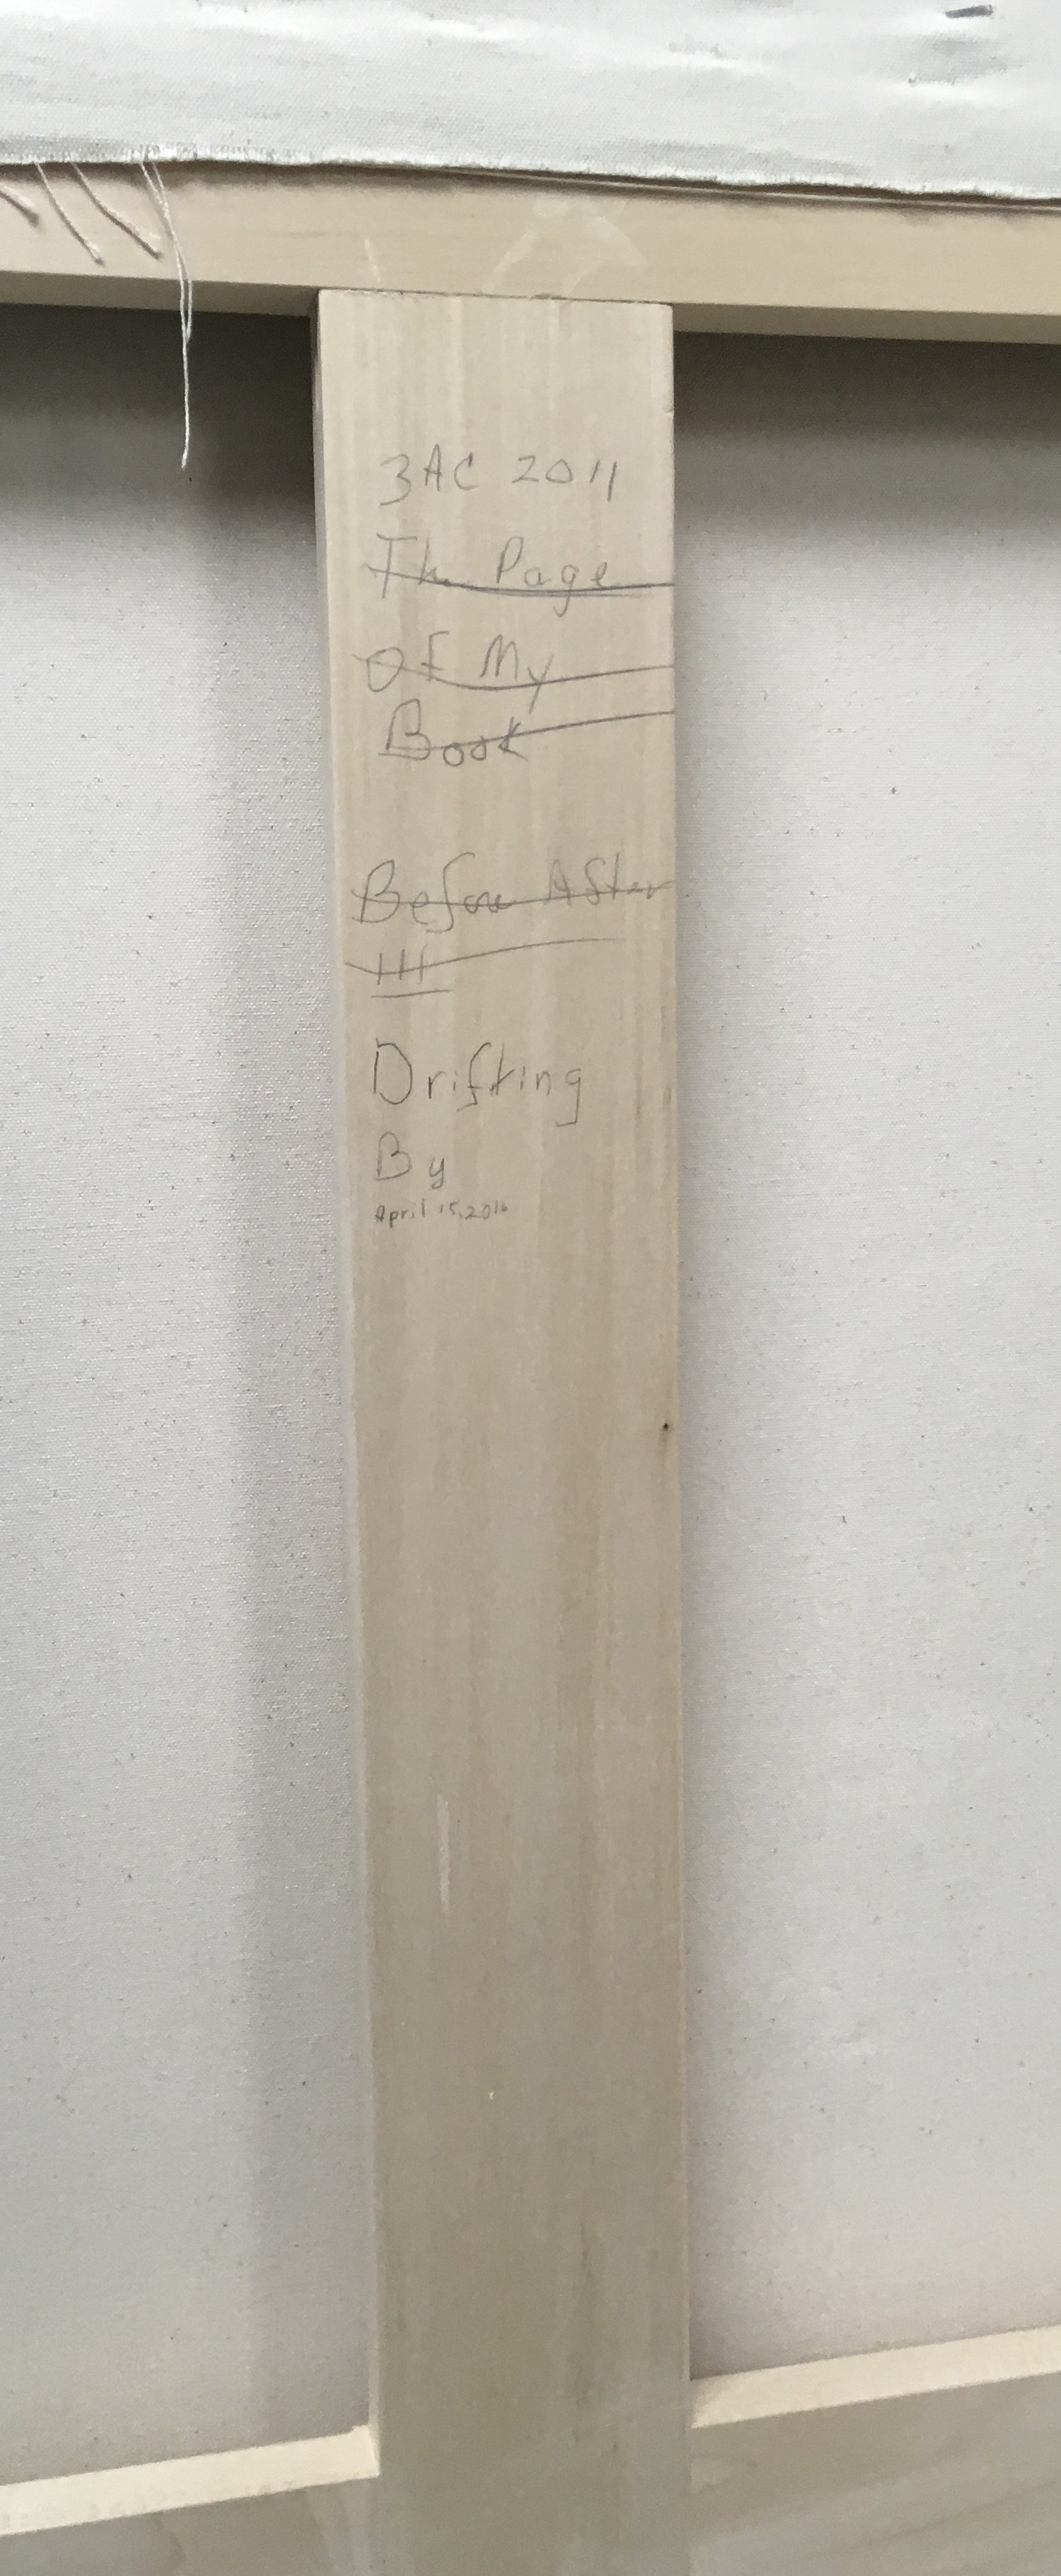 3AC 2011
The Page
Of My
Book
Before After
III
Drifting
By
April 15, 2016